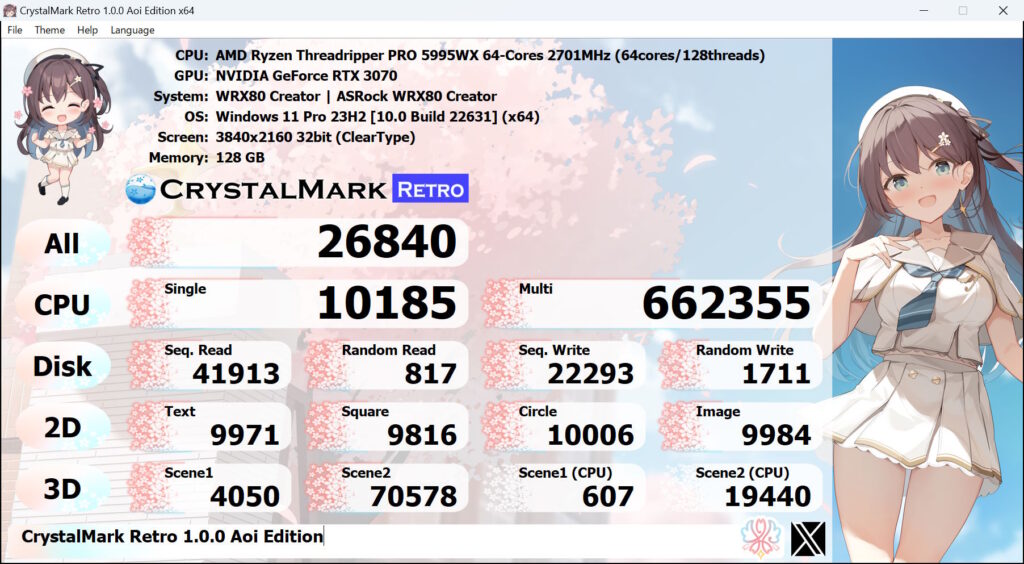 CrystalMark Retro 1.0.0 Aoi Edition x64
File Theme Help Language
CPU: AMD Ryzen Threadripper PRO 5995WX 64-Cores 2701MHz (64cores/128threads)
GPU: NVIDIA GeForce RTX 3070
System: WRX80 Creator | ASRock WRX80 Creator
OS: Windows 11 Pro 23H2 [10.0 Build 22631] (x64)
Screen: 3840x2160 32bit (ClearType)
Memory: 128 GB
CRYSTALMARK RETRO
All 26840
CPU Single 10185 Multi 662355
Disk Seq. Read 41913 Random Read 817 Seq. Write 22293 Random Write 1711
2D Text 9971 Square 9816 Circle 10006 Image 9984
3D Scene1 4050 Scene2 70578 Scene1 (CPU) 607 Scene2 (CPU) 19440
CrystalMark Retro 1.0.0 Aoi Edition
X